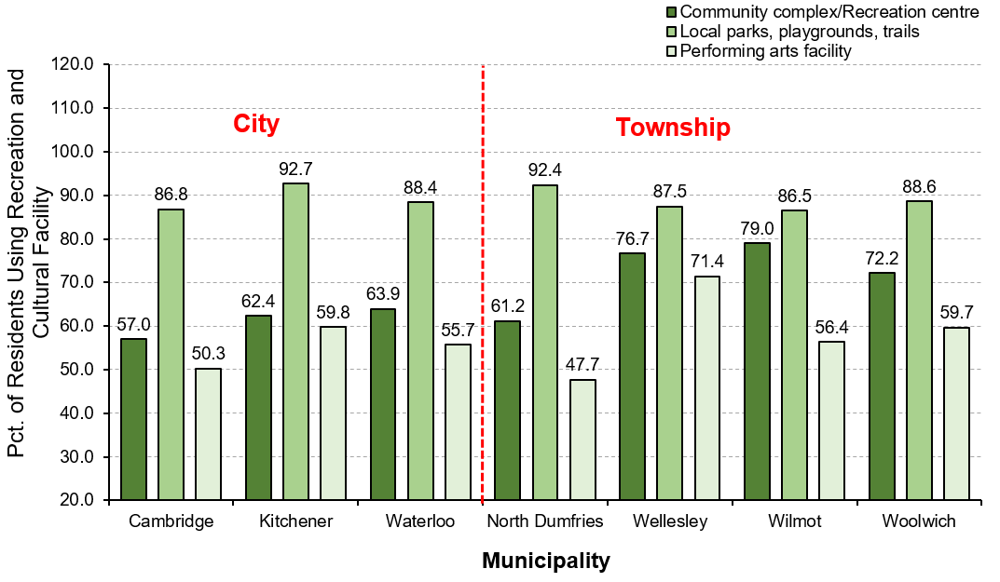 Community complex/Recreation centre
Local parks, playgrounds, trails
Performing arts facility
Pct. of Residents Using Recreation and
Cultural Facility
120.0
110.0
100.0
90.0
80.0
70.0
60.0
50.0
40.0
30.0
20.0
City
Township
57.0
86.8
50.3
62.4
92.7
59.8
63.9
88.4
55.7
61.2
92.4
47.7
76.7
87.5
71.4
79.0
86.5
56.4
72.2
88.6
59.7
Cambridge
Kitchener
Waterloo
North Dumfries
Wellesley
Wilmot
Woolwich
Municipality